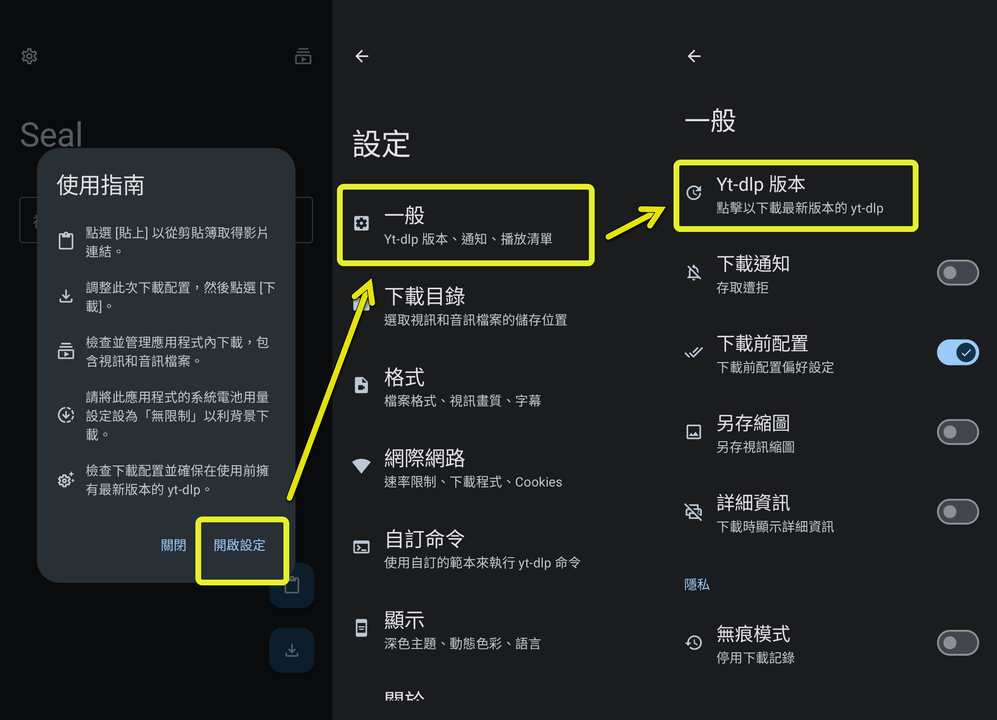 Seal
使用指南
點選 [貼上] 以從剪貼簿取得影片
連結。
調整此次下載配置，然後點選 [下
載]。
檢查並管理應用程式內下載，包
含視訊和音訊檔案。
請將此應用程式的系統電池用量
設定設為「無限制」以利背景下
載。
檢查下載配置並確保在使用前擁
有最新版本的 yt-dlp。
關閉
開啟設定
設定
一般
Yt-dlp 版本、通知、播放清單
下載目錄
選取視訊和音訊檔案的儲存位置
格式
檔案格式、視訊畫質、字幕
網際網路
速率限制、下載程式、Cookies
自訂命令
使用自訂的範本來執行 yt-dlp 命令
顯示
深色主題、動態色彩、語言
關於
一般
Yt-dlp 版本
點擊以下載最新版本的 yt-dlp
下載通知
存取遭拒
下載前配置
下載前配置偏好設定
另存縮圖
另存視訊縮圖
詳細資訊
下載時顯示詳細資訊
隱私
無痕模式
停用下載記錄